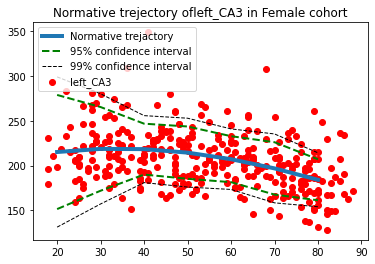 Normative trejectory ofleft_CA3 in Female cohort
350
300
250
200
150
20 30 40 50 60 70 80 90
Normative trejactory
95% confidence interval
99% confidence interval
left_CA3